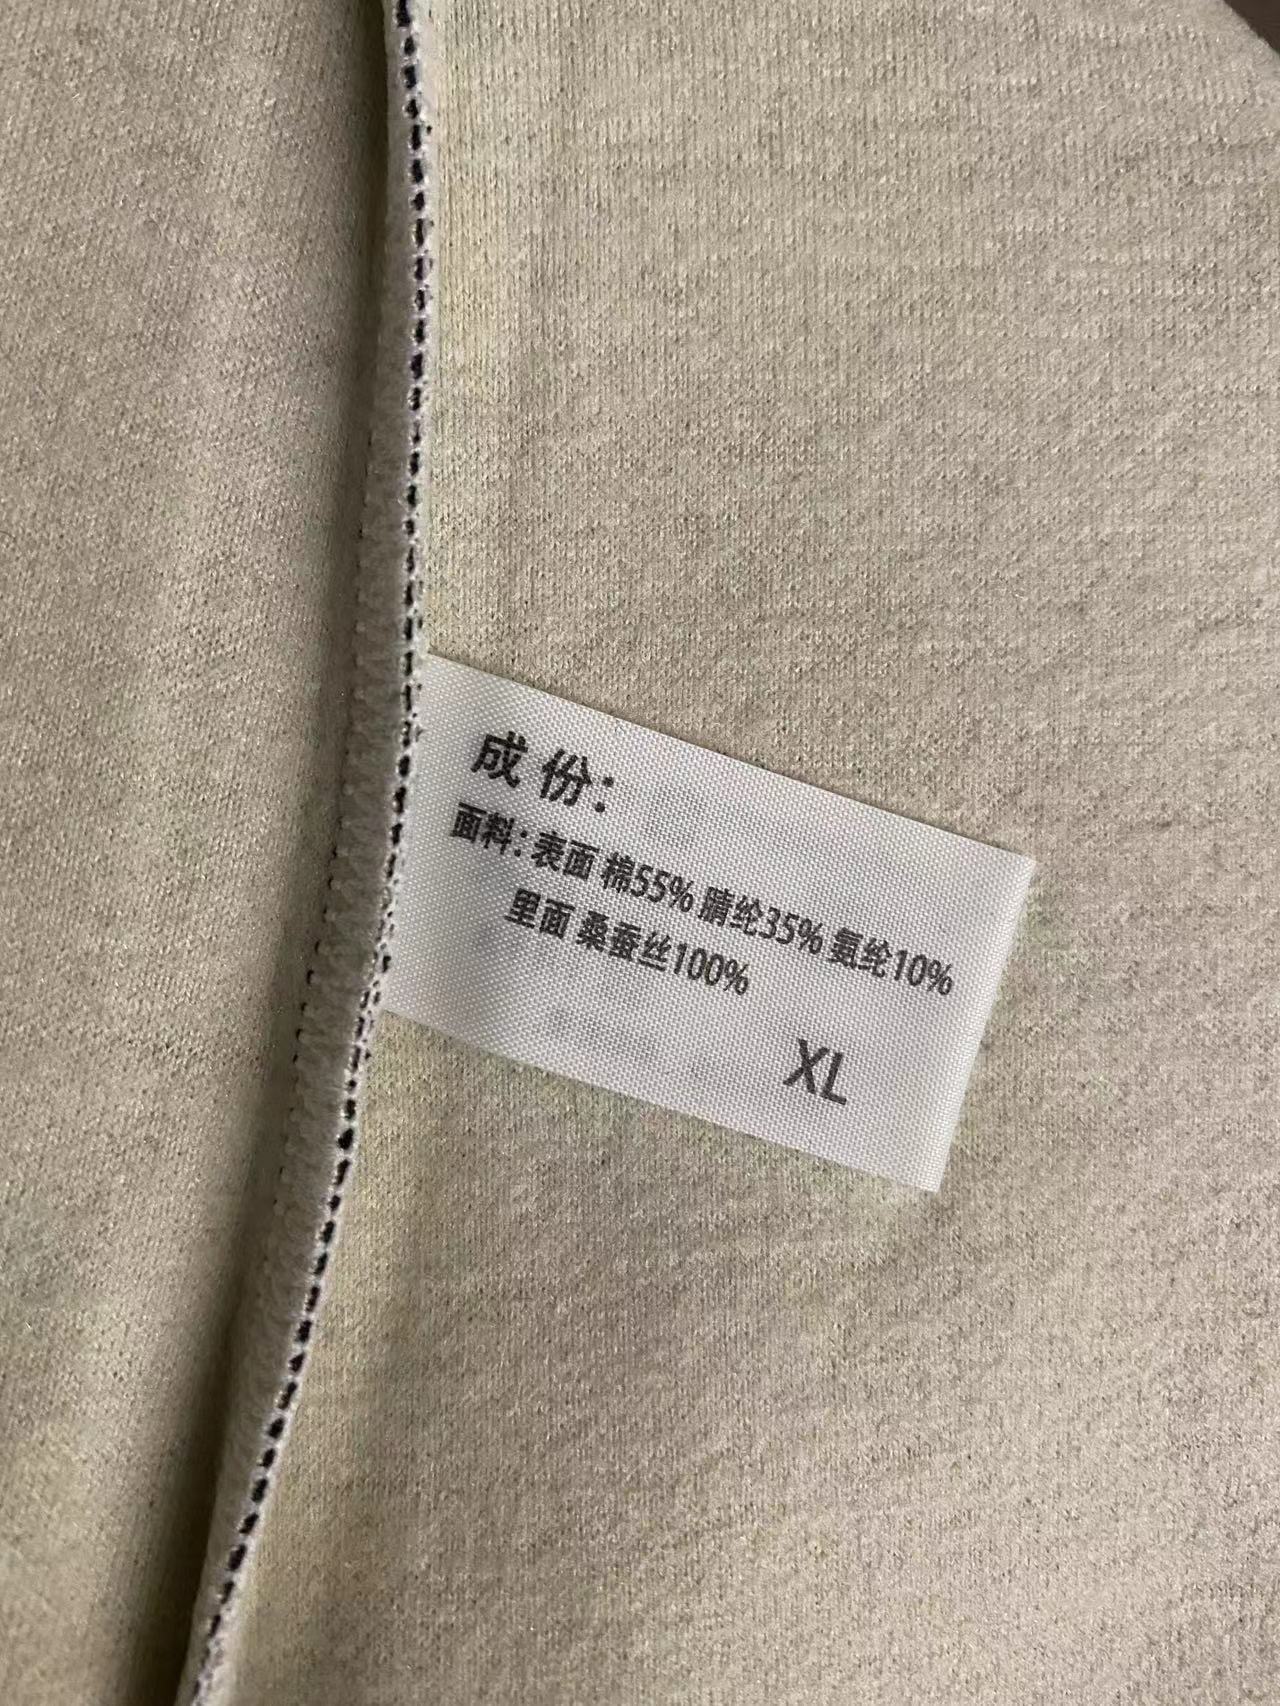 成 份：
面料：表面 棉55% 腈纶35% 氨纶10%
里面 桑蚕丝100%
XL